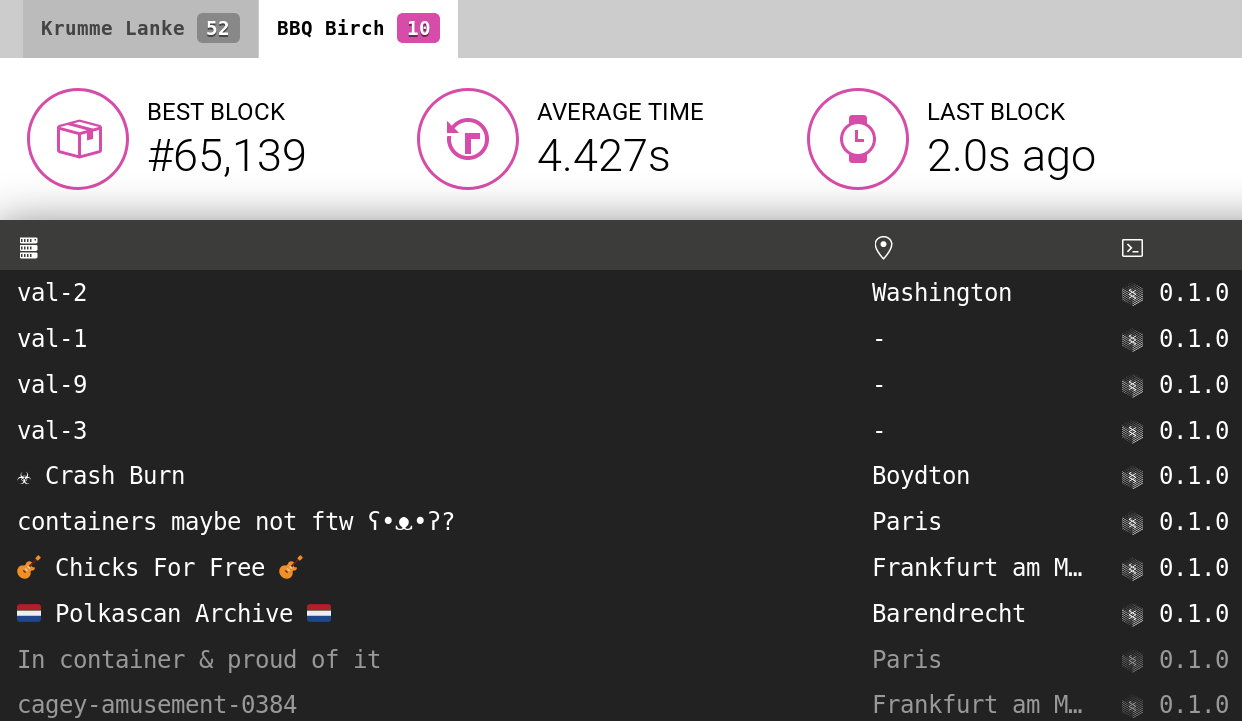 Krumme Lanke 52 BBQ Birch 10
BEST BLOCK AVERAGE TIME LAST BLOCK
#65,139 4.427s 2.0s ago
val-2 Washington 0.1.0
val-1 - 0.1.0
val-9 - 0.1.0
val-3 - 0.1.0
☣ Crash Burn Boydton 0.1.0
containers maybe not ftw ʕ•ᴥ•ʔ? Paris 0.1.0
🎸 Chicks For Free 🎸 Frankfurt am M… 0.1.0
🇳🇱 Polkascan Archive 🇳🇱 Barendrecht 0.1.0
In container & proud of it Paris 0.1.0
cagey-amusement-0384 Frankfurt am M… 0.1.0